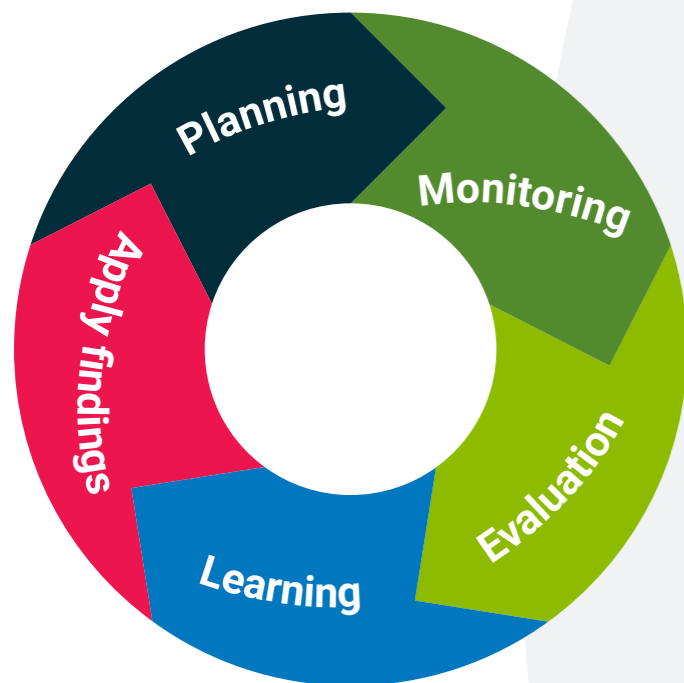 Planning
Monitoring
Evaluation
Learning
Apply findings